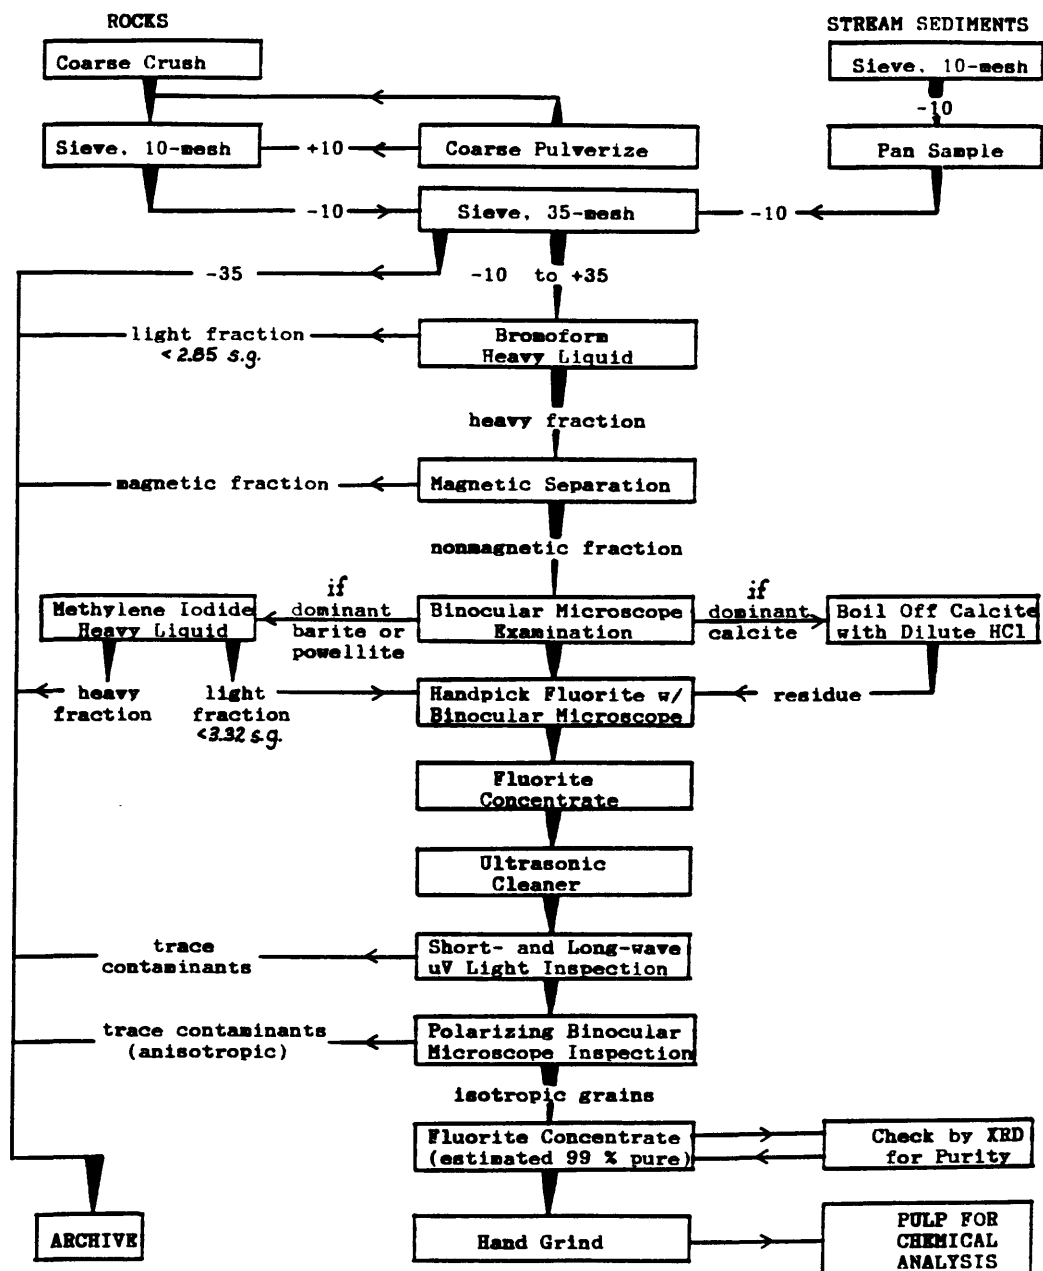 ROCKS
STREAM SEDIMENTS
Coarse Crush
Sieve, 10-mesh
-10
Sieve, 10-mesh
+10
Coarse Pulverize
Pan Sample
-10
Sieve, 35-mesh
-10
-35
-10 to +35
light fraction
<2.85 s.g.
Bromoform
Heavy Liquid
heavy fraction
magnetic fraction
Magnetic Separation
nonmagnetic fraction
Methylene Iodide
Heavy Liquid
if
dominant
barite or
powellite
Binocular Microscope
Examination
if
dominant
calcite
Boil Off Calcite
with Dilute HCl
heavy
fraction
light
fraction
<3.32 s.g.
Handpick Fluorite w/
Binocular Microscope
residue
Fluorite
Concentrate
Ultrasonic
Cleaner
trace
contaminants
Short- and Long-wave
uV Light Inspection
trace contaminants
(anisotropic)
Polarizing Binocular
Microscope Inspection
isotropic grains
Fluorite Concentrate
(estimated 99 % pure)
Check by XRD
for Purity
ARCHIVE
Hand Grind
PULP FOR
CHEMICAL
ANALYSIS